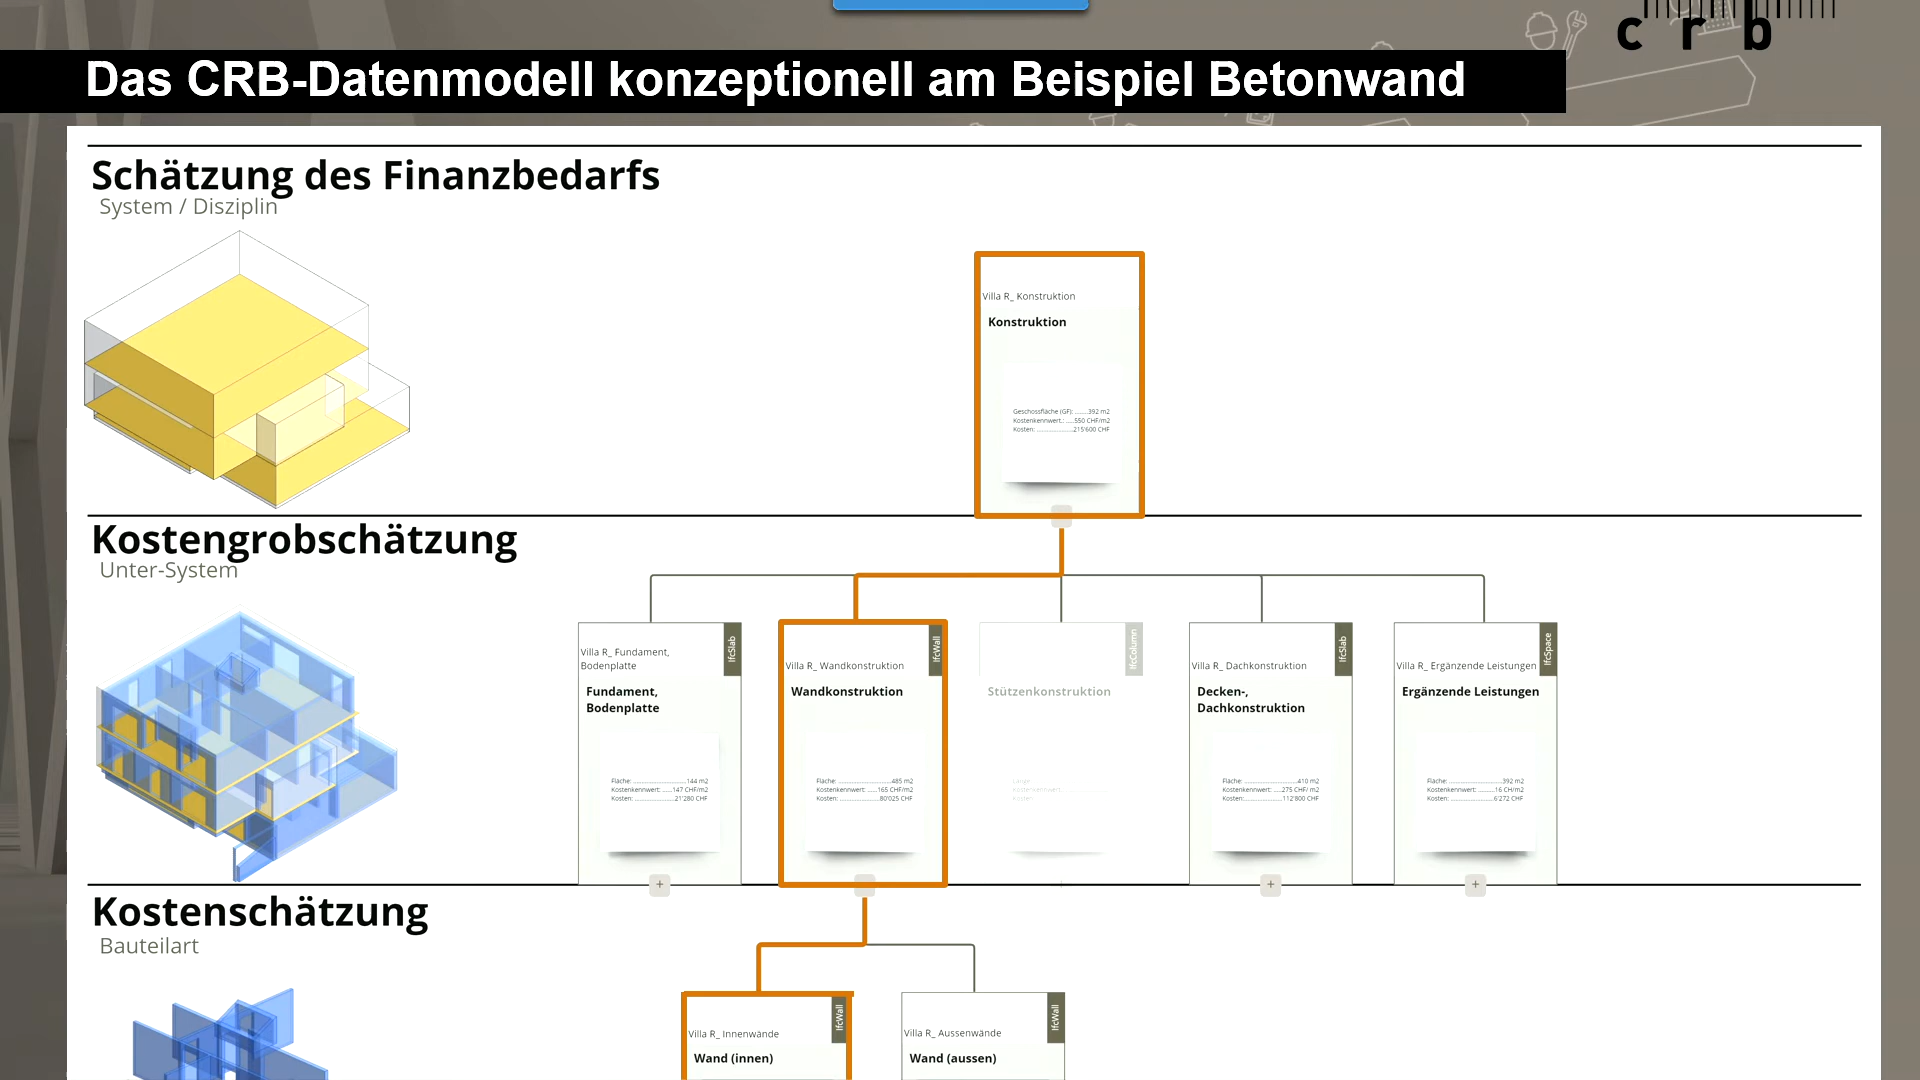 crb
Das CRB-Datenmodell konzeptionell am Beispiel Betonwand
Schätzung des Finanzbedarfs
System / Disziplin
Villa R_ Konstruktion
Konstruktion
Geschossfläche (GF): ........392 m2
Kostenkennwert.: .....550 CHF/m2
Kosten: .......................215'600 CHF
Kostengrobschätzung
Unter-System
IfcSlab
Villa R_ Fundament,
Bodenplatte
Fundament,
Bodenplatte
Fläche: ..............................144 m2
Kostenkennwert: ......147 CHF/m2
Kosten: .........................21'280 CHF
IfcWall
Villa R_ Wandkonstruktion
Wandkonstruktion
Fläche: ..............................485 m2
Kostenkennwert: ......165 CHF/m2
Kosten: .........................80'025 CHF
IfcColumn
Stützenkonstruktion
Länge
Kostenkennwert
Kosten
IfcSlab
Villa R_ Dachkonstruktion
Decken-,
Dachkonstruktion
Fläche: ..............................410 m2
Kostenkennwert: .....275 CHF/ m2
Kosten:........................112'800 CHF
IfcSpace
Villa R_ Ergänzende Leistungen
Ergänzende Leistungen
Fläche: ..............................392 m2
Kostenkennwert: .........16 CH/m2
Kosten: ...........................6'272 CHF
+
+
+
Kostenschätzung
Bauteilart
IfcWall
Villa R_ Innenwände
Wand (innen)
IfcWall
Villa R_ Aussenwände
Wand (aussen)